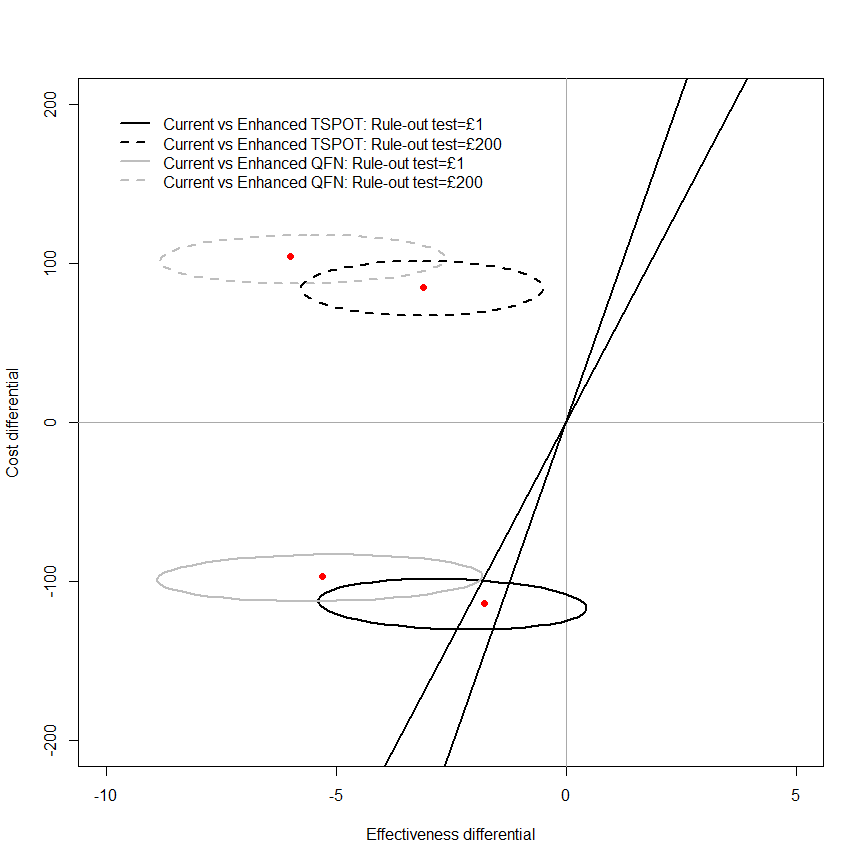 200
Current vs Enhanced TSPOT: Rule-out test=£1
Current vs Enhanced TSPOT: Rule-out test=£200
Current vs Enhanced QFN: Rule-out test=£1
Current vs Enhanced QFN: Rule-out test=£200
100
Cost differential
0
-100
-200
-10 -5 0 5
Effectiveness differential